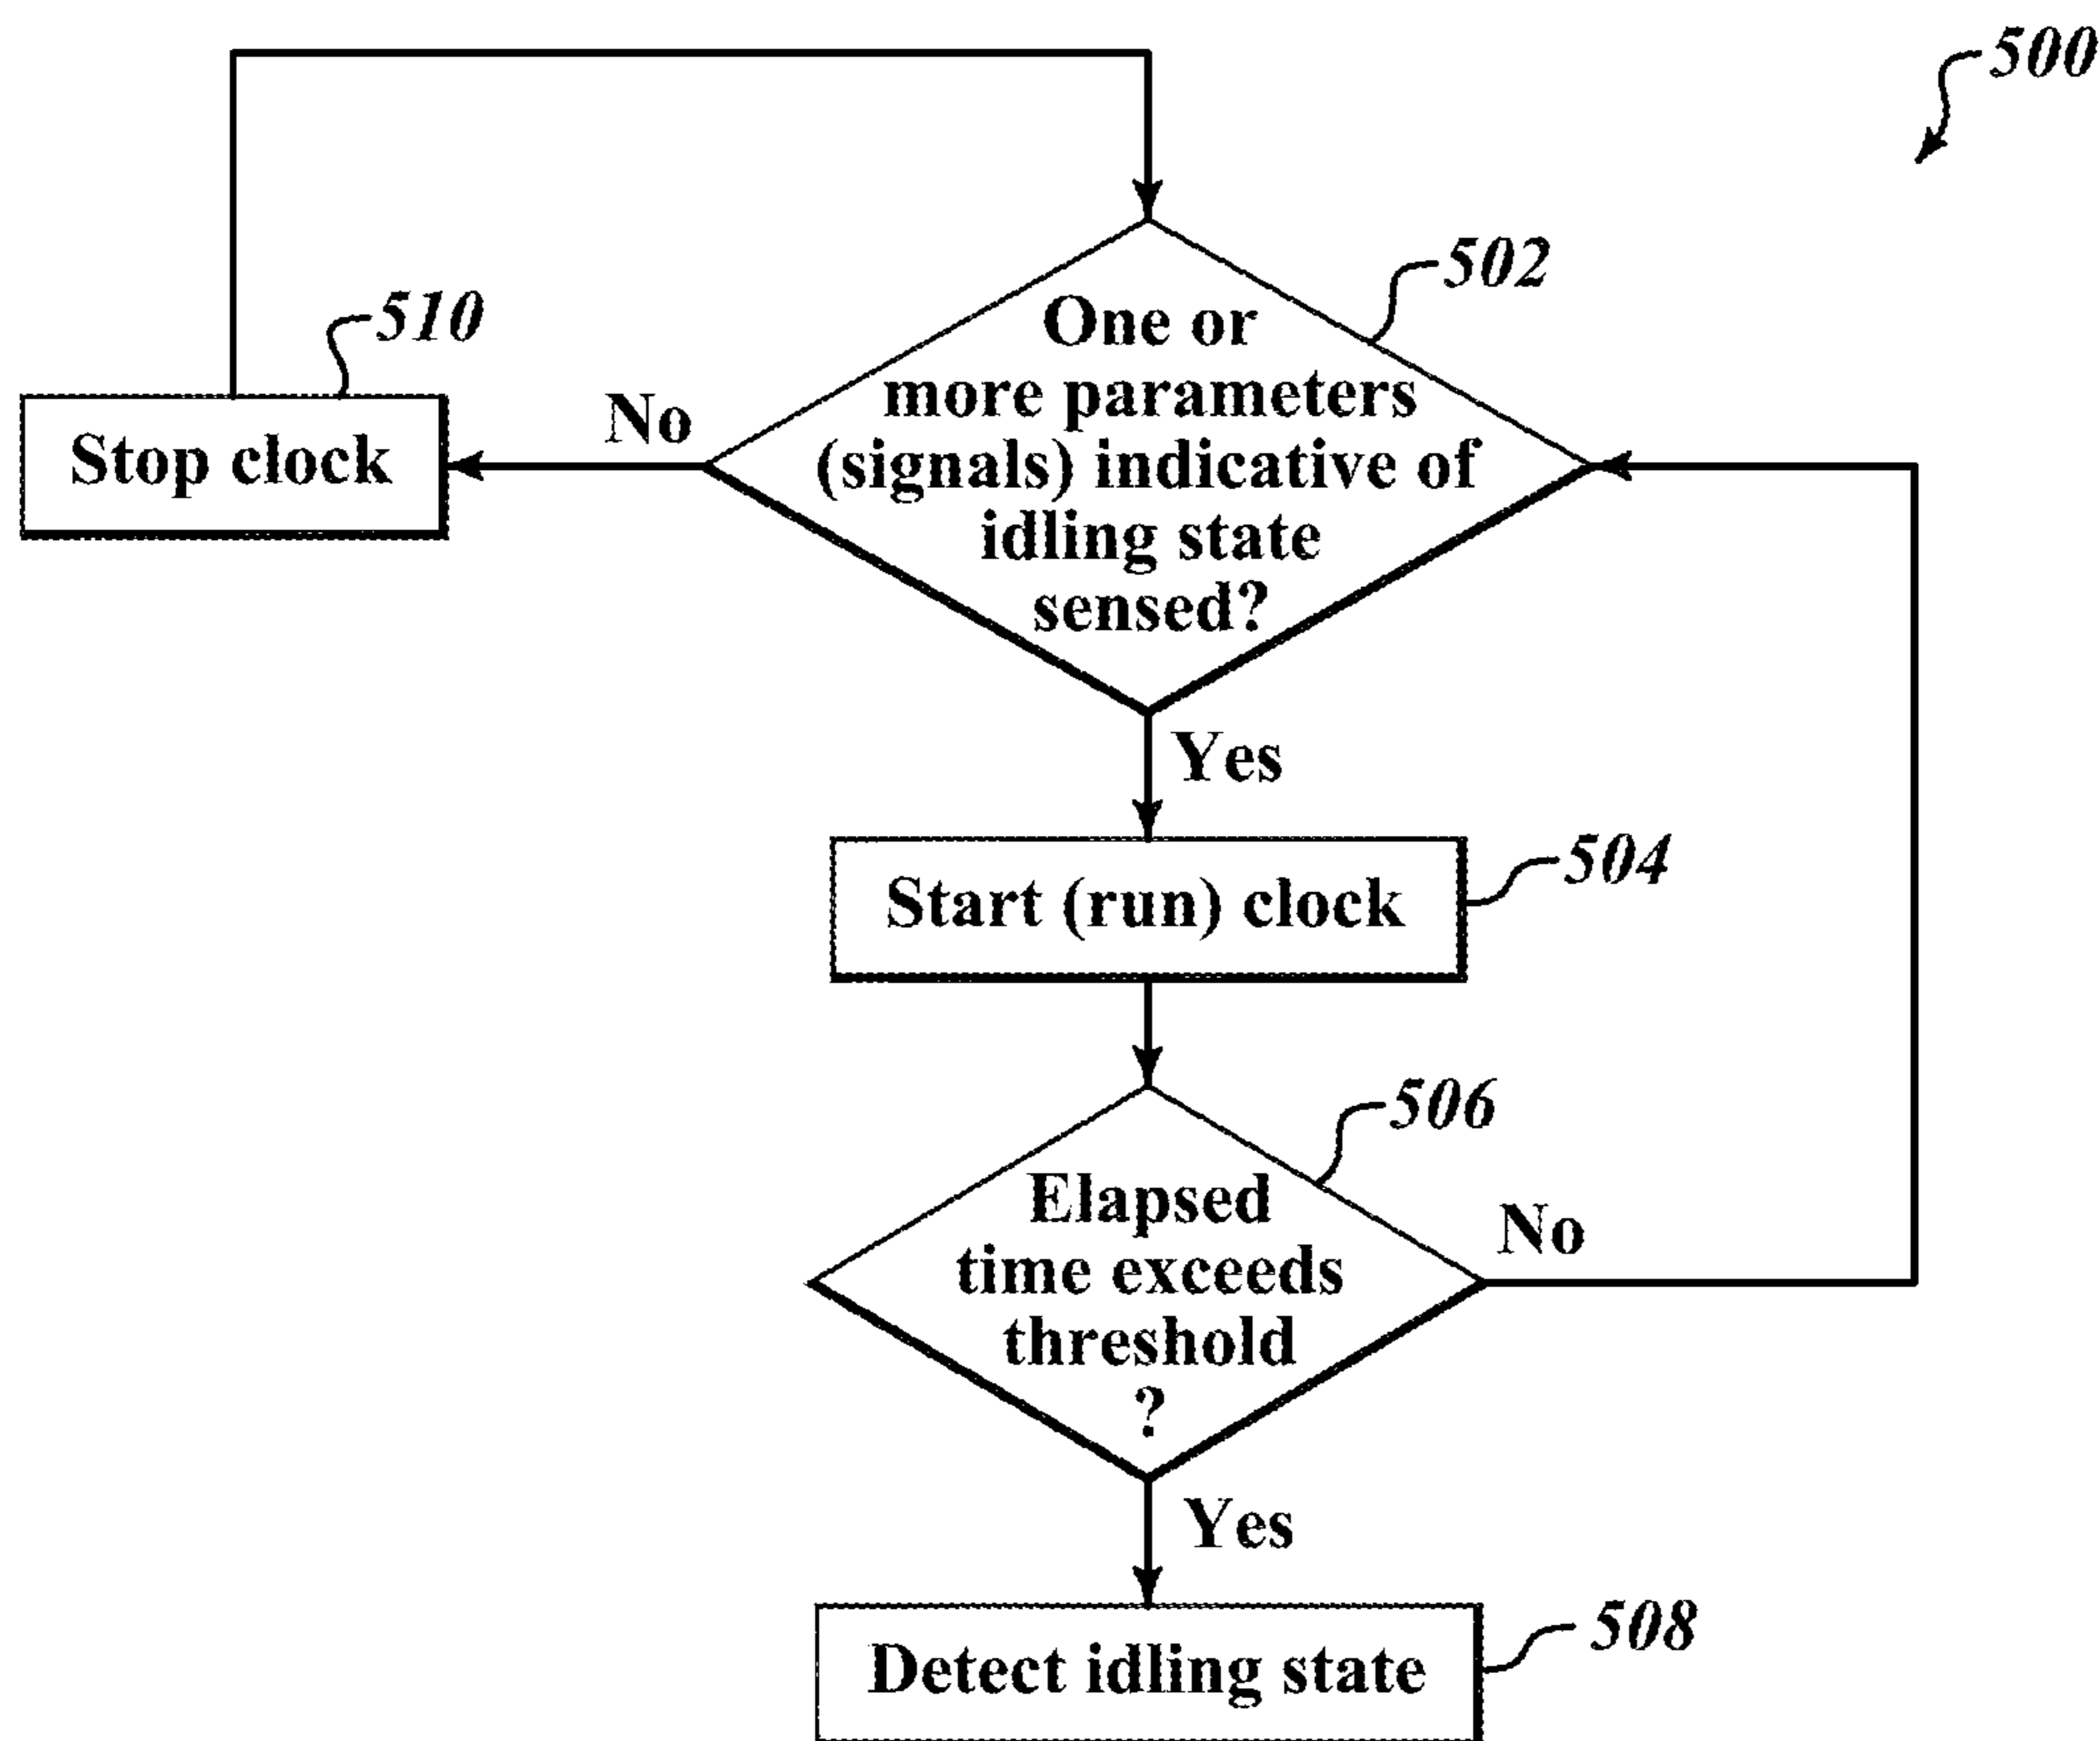 500
502
One or
more parameters
(signals) indicative of
idling state
sensed?
510
Stop clock
No
Yes
Start (run) clock
504
506
Elapsed
time exceeds
threshold
?
No
Yes
Detect idling state
508